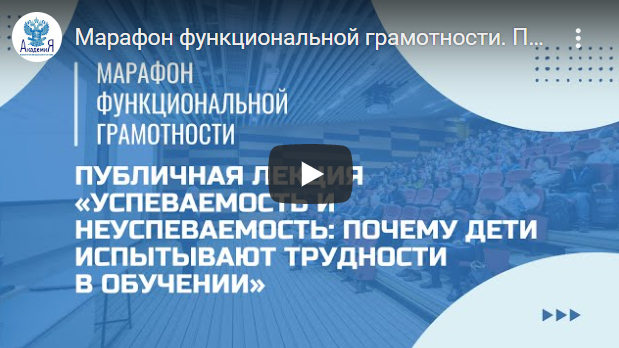 АкадемиЯ
Марафон функциональной грамотности. П...
МАРАФОН
ФУНКЦИОНАЛЬНОЙ
ГРАМОТНОСТИ
ПУБЛИЧНАЯ ЛЕКЦИЯ
«УСПЕВАЕМОСТЬ И
НЕУСПЕВАЕМОСТЬ: ПОЧЕМУ ДЕТИ
ИСПЫТЫВАЮТ ТРУДНОСТИ
В ОБУЧЕНИИ»